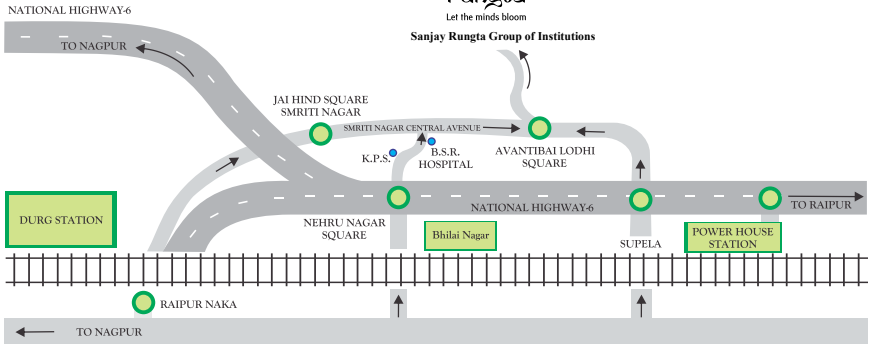 NATIONAL HIGHWAY-6
Let the minds bloom
Sanjay Rungta Group of Institutions
TO NAGPUR
JAI HIND SQUARE
SMRITI NAGAR
SMRITI NAGAR CENTRAL AVENUE
K.P.S.
B.S.R.
HOSPITAL
AVANTIBAI LODHI
SQUARE
DURG STATION
NEHRU NAGAR
SQUARE
NATIONAL HIGHWAY-6
TO RAIPUR
Bhilai Nagar
SUPELA
POWER HOUSE
STATION
RAIPUR NAKA
TO NAGPUR